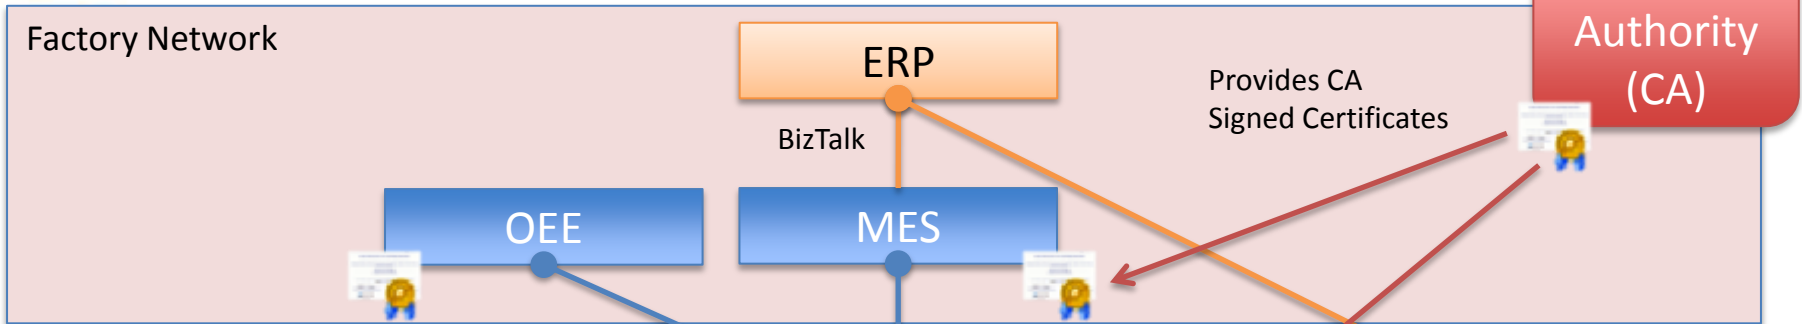 Factory Network
ERP
Authority
(CA)
Provides CA
Signed Certificates
BizTalk
OEE
MES